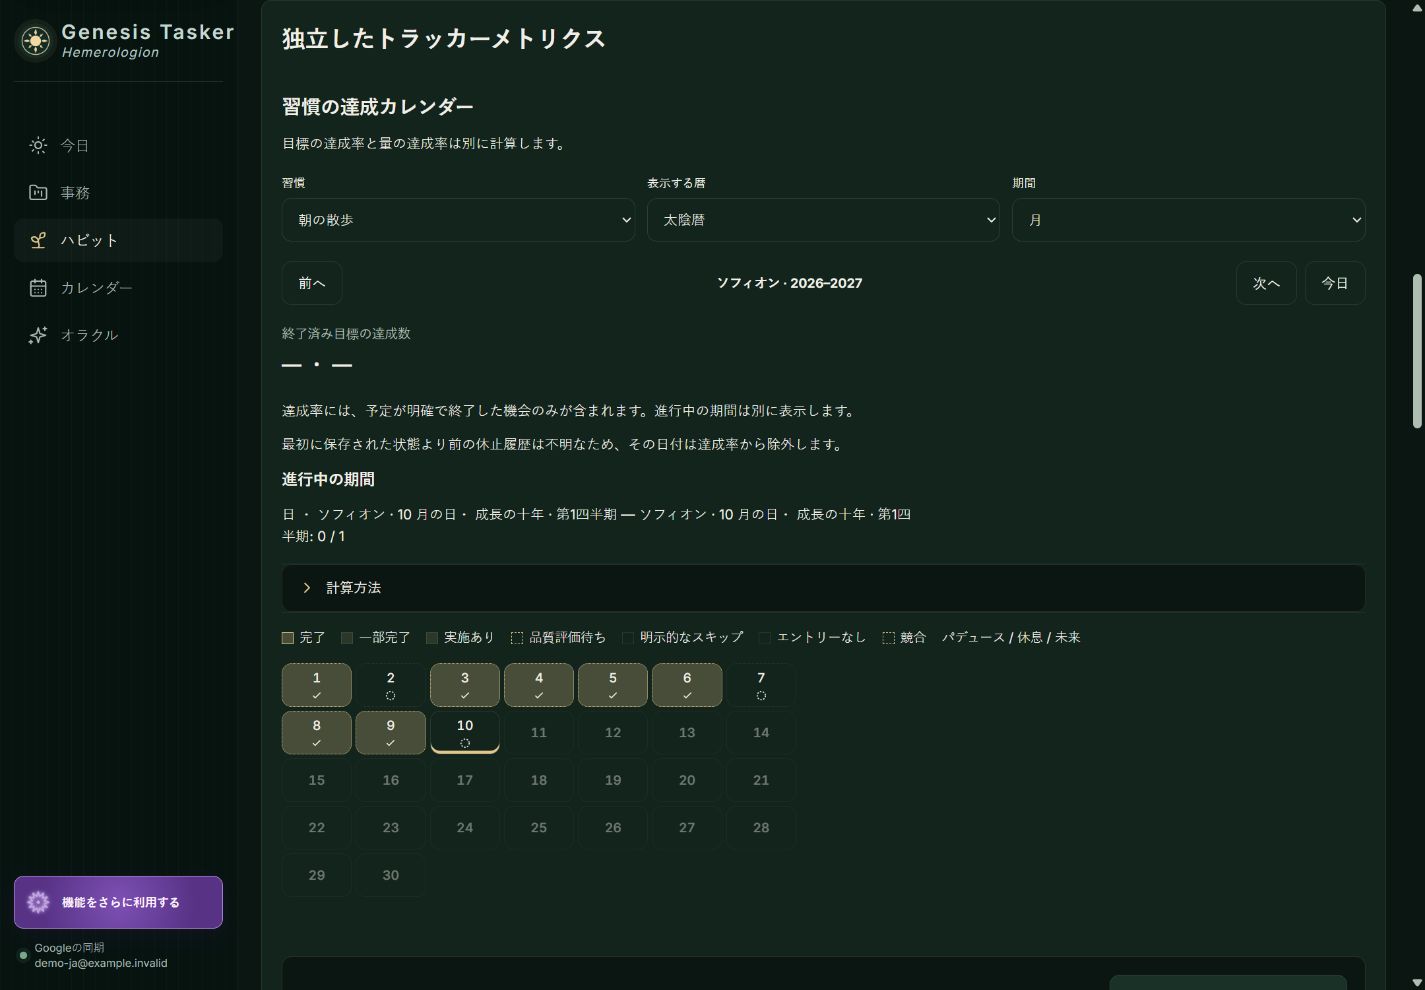 Genesis Tasker
Hemerologion
今日
事務
ハビット
カレンダー
オラクル
機能をさらに利用する
Googleの同期
demo-ja@example.invalid
独立したトラッカーメトリクス
習慣の達成カレンダー
目標の達成率と量の達成率は別に計算します。
習慣 表示する暦 期間
朝の散歩 太陰暦 月
前へ ソフィオン · 2026–2027 次へ 今日
終了済み目標の達成数
— · —
達成率には、予定が明確で終了した機会のみが含まれます。進行中の期間は別に表示します。
最初に保存された状態より前の休止履歴は不明なため、その日付は達成率から除外します。
進行中の期間
日 · ソフィオン · 10 月の日 · 成長の十年 · 第1四半期 — ソフィオン · 10 月の日 · 成長の十年 · 第1四
半期: 0 / 1
計算方法
完了 一部完了 実施あり 品質評価待ち 明示的なスキップ エントリーなし 競合 パデュース / 休息 / 未来
1 2 3 4 5 6 7
8 9 10 11 12 13 14
15 16 17 18 19 20 21
22 23 24 25 26 27 28
29 30